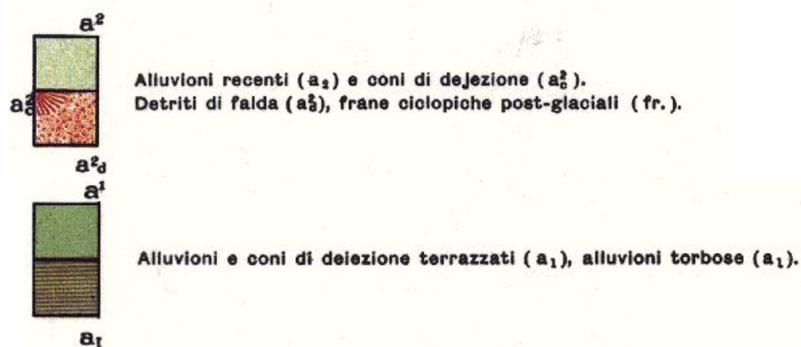 a²
Alluvioni recenti (a₂) e coni di dejezione (a²c).
a²c
Detriti di falda (a²d), frane ciclopiche post-glaciali (fr.).
a²d
a¹
Alluvioni e coni di deiezione terrazzati (a₁), alluvioni torbose (a₁).
a₁